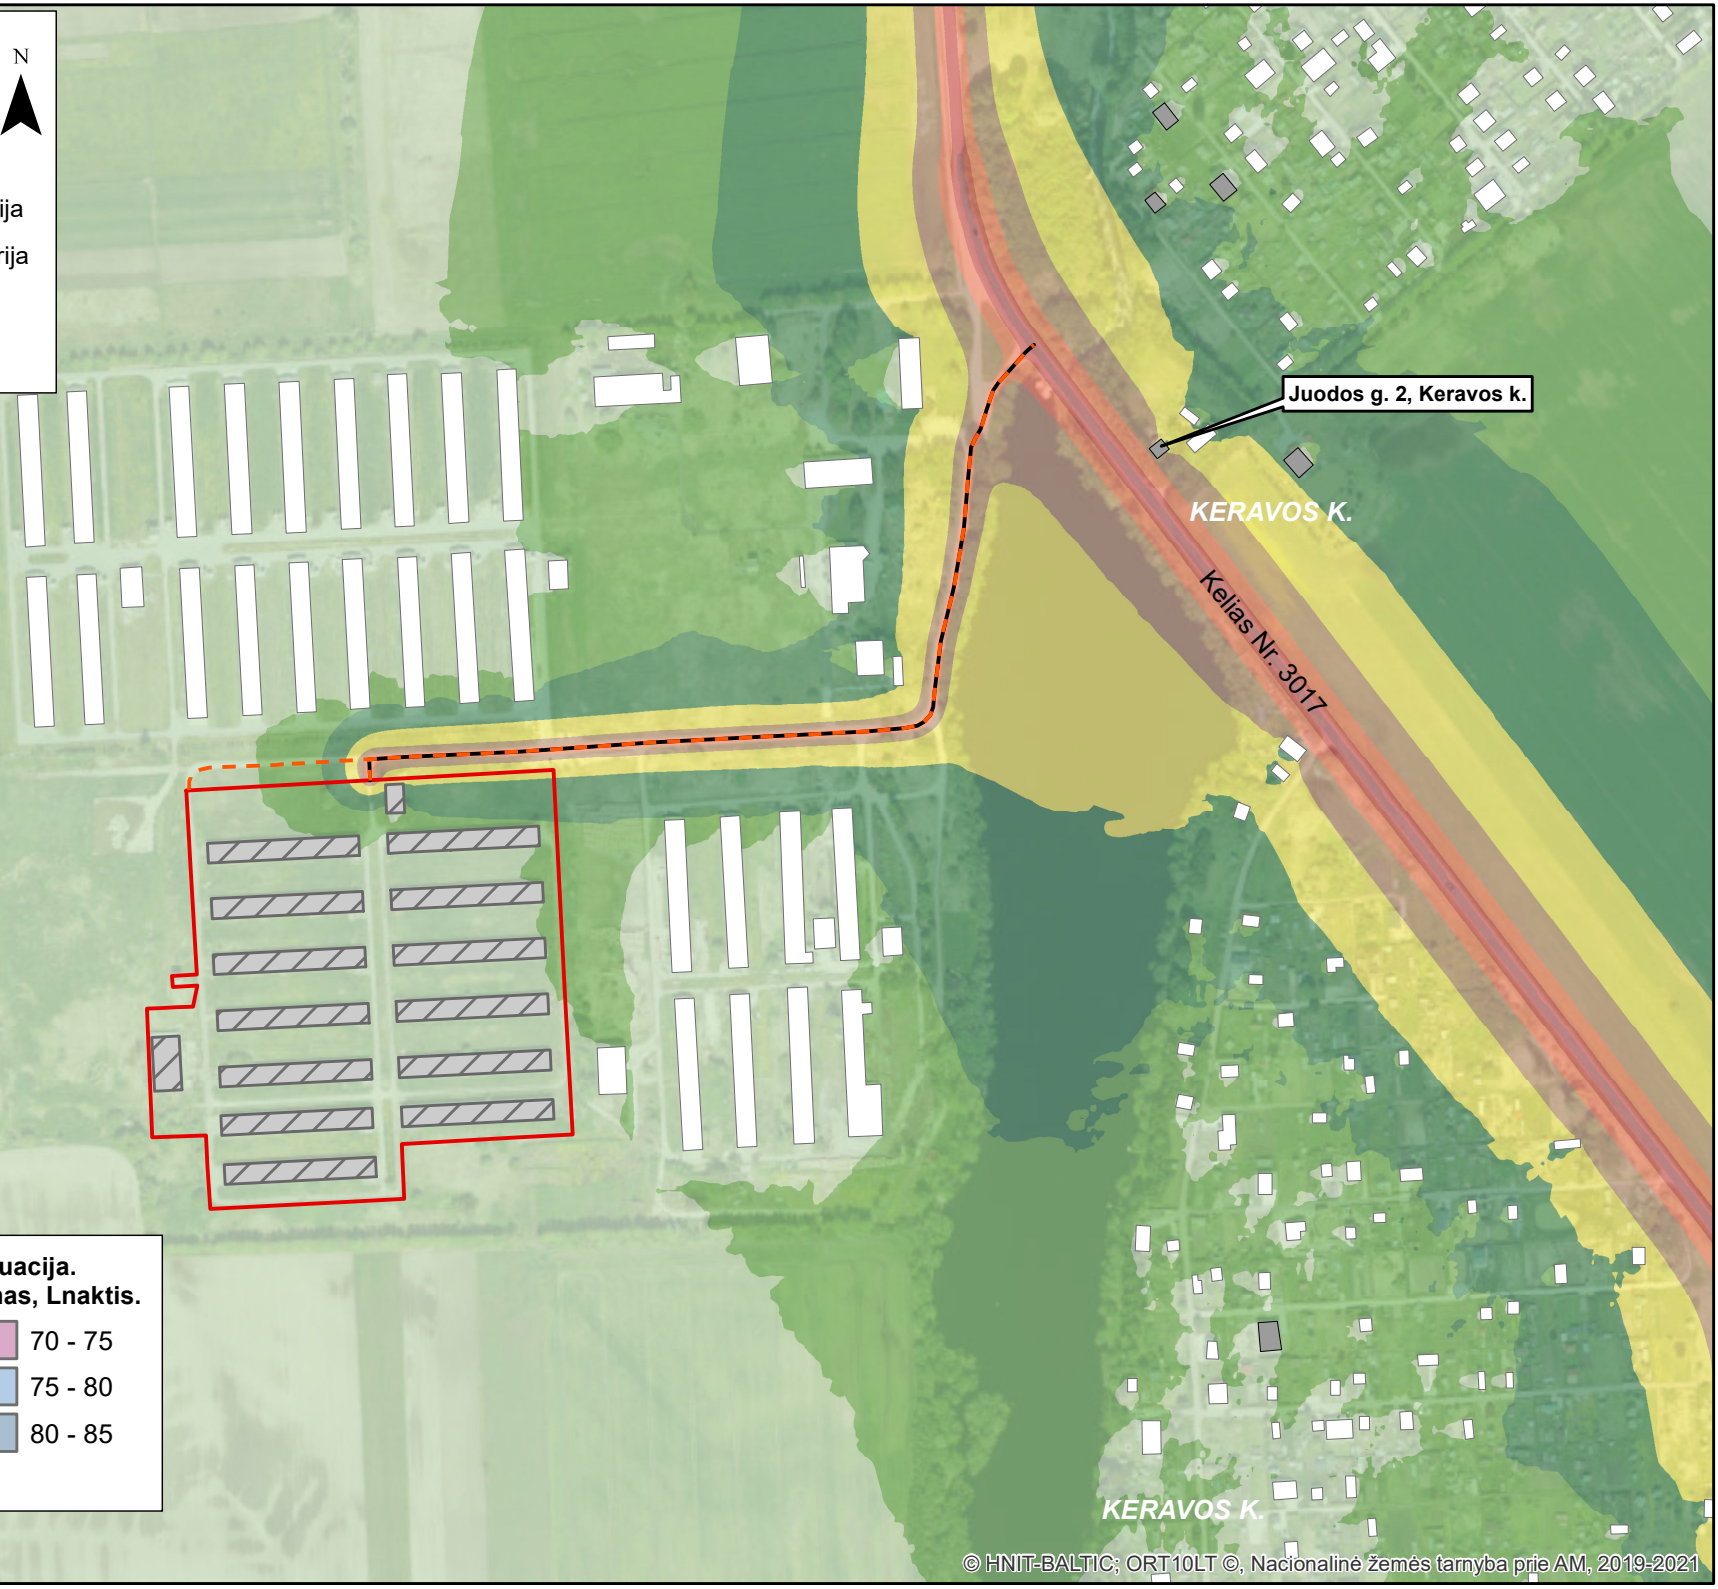 N
ija
rija
Juodos g. 2, Keravos k.
KERAVOS K.
Kelias Nr. 3017
uacija.
nas, Lnaktis.
70 - 75
75 - 80
80 - 85
KERAVOS K.
© HNIT-BALTIC; ORT10LT ©, Nacionalinė žemės tarnyba prie AM, 2019-2021